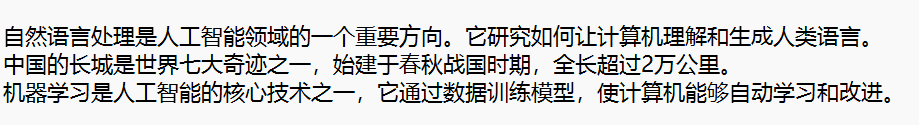 自然语言处理是人工智能领域的一个重要方向。它研究如何让计算机理解和生成人类语言。
中国的长城是世界七大奇迹之一，始建于春秋战国时期，全长超过2万公里。
机器学习是人工智能的核心技术之一，它通过数据训练模型，使计算机能够自动学习和改进。